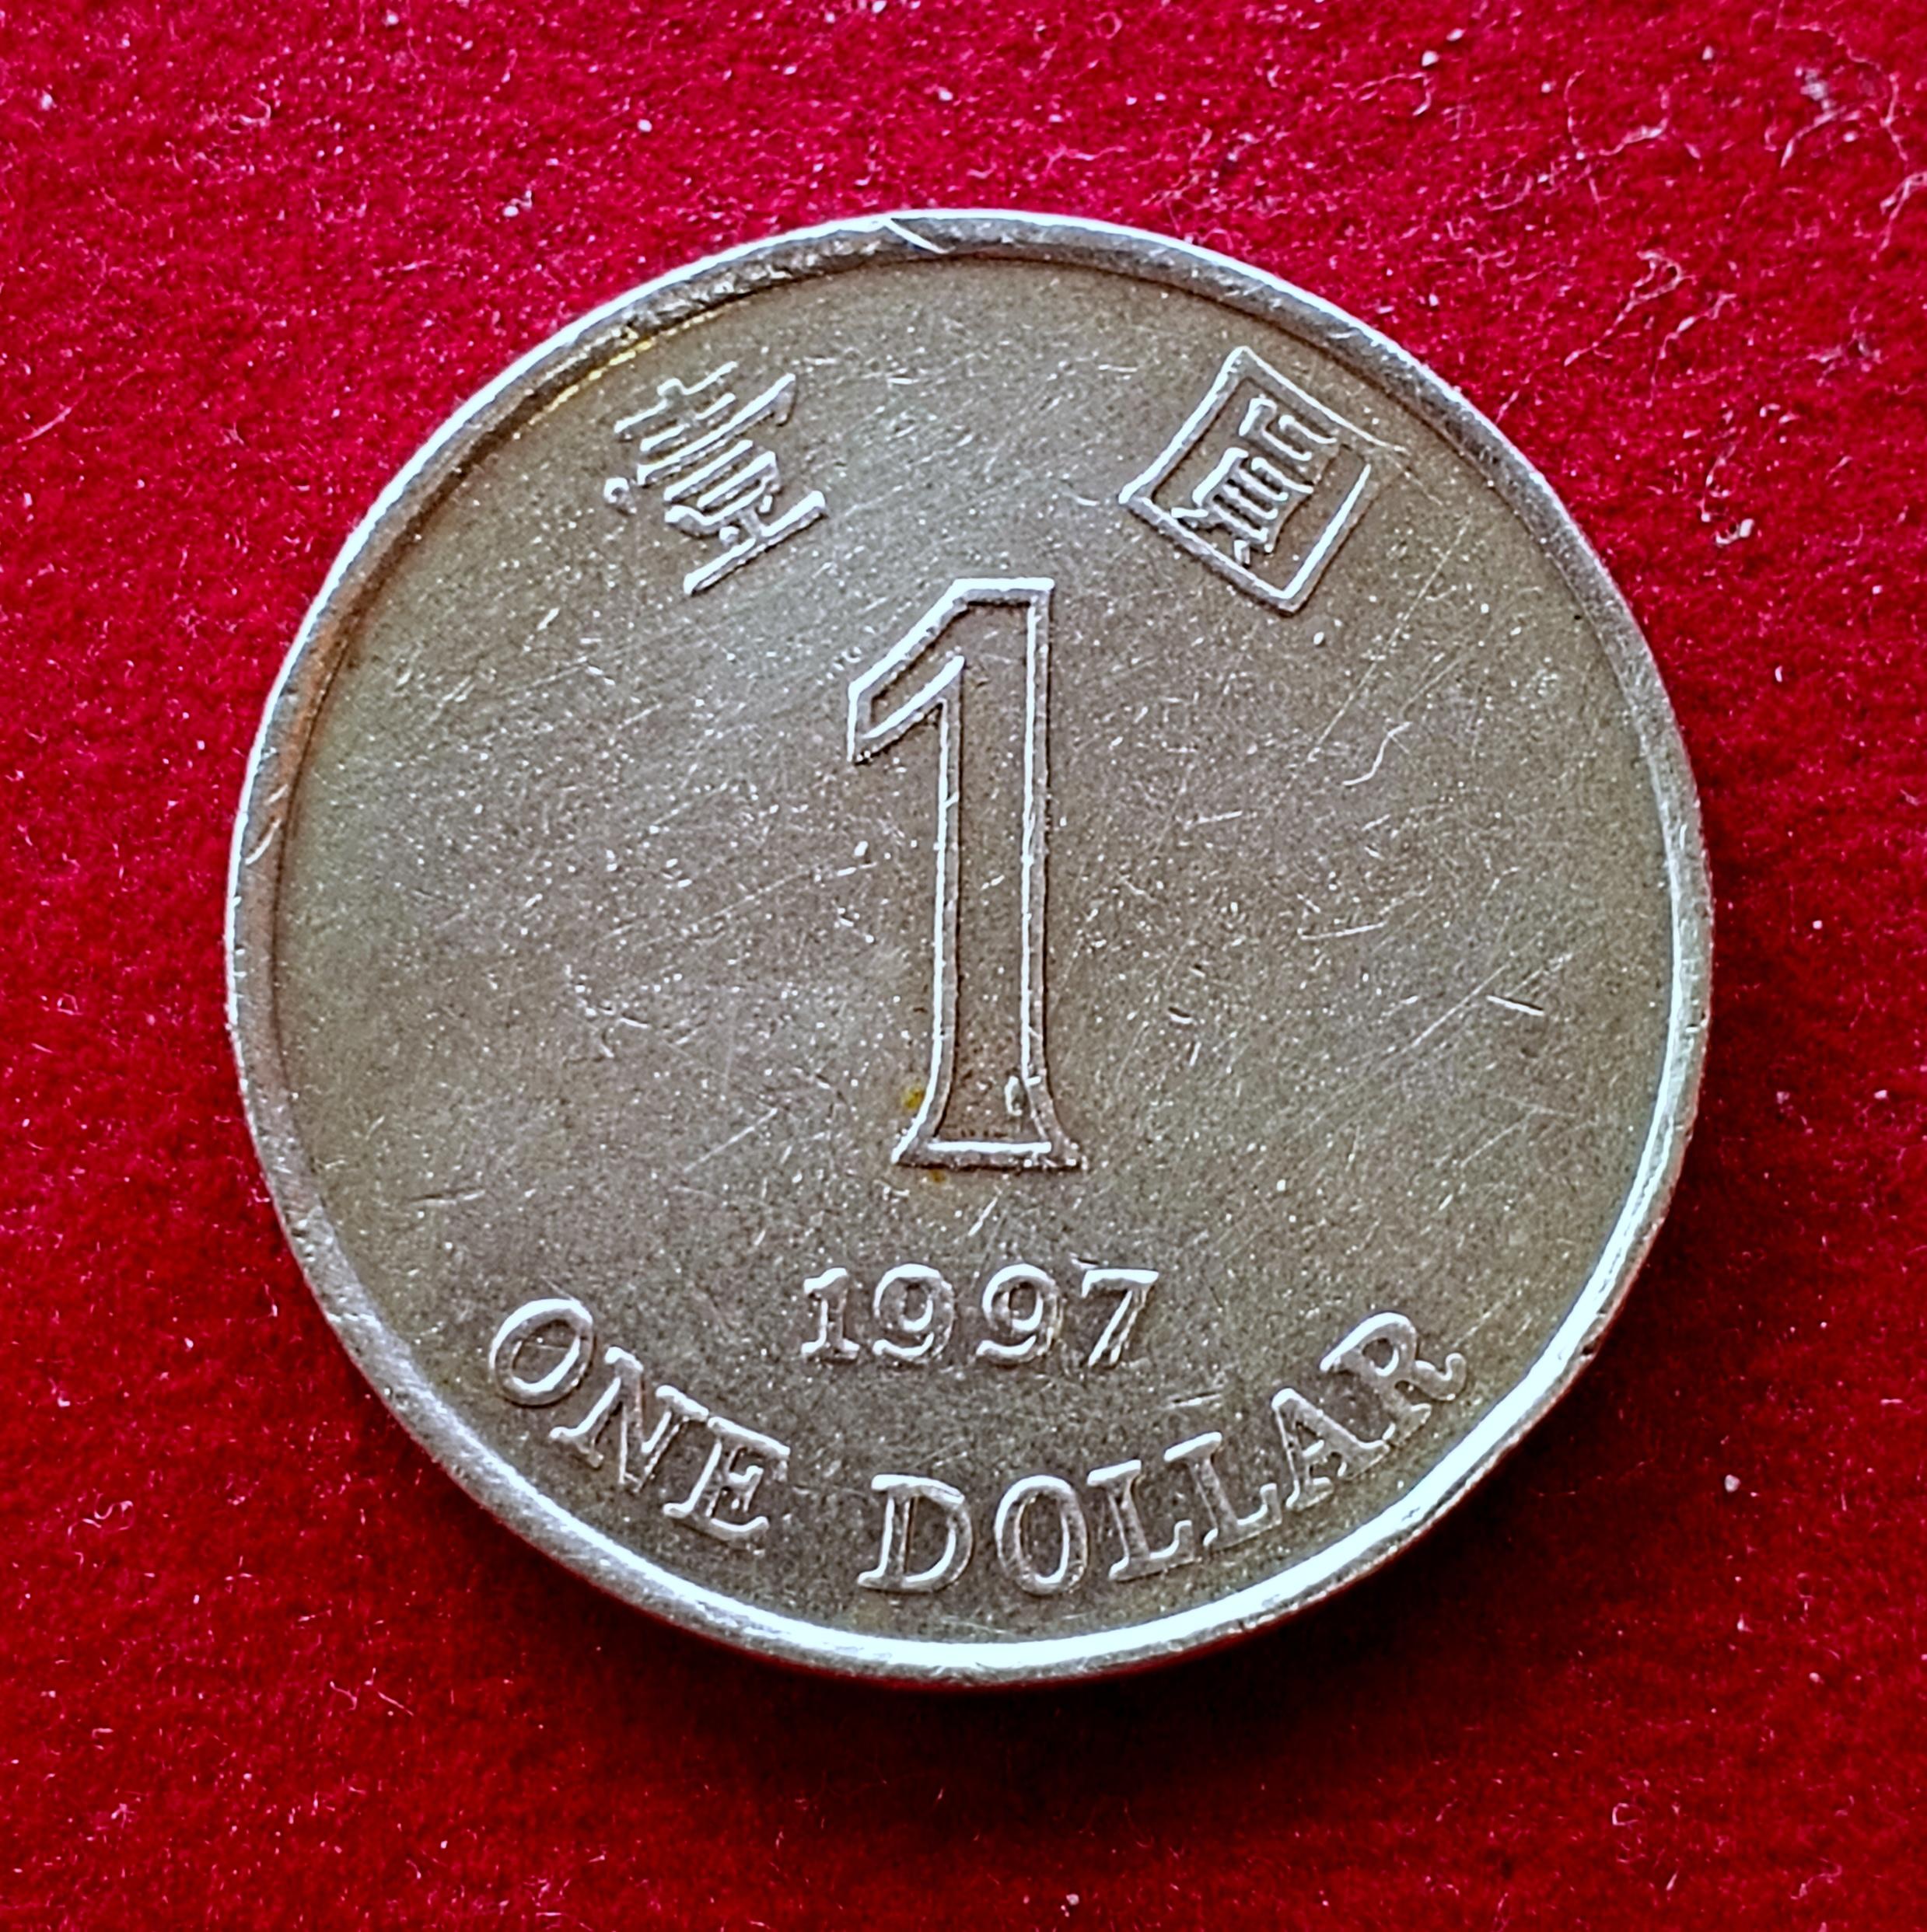 壹 圓
1
1997
ONE DOLLAR